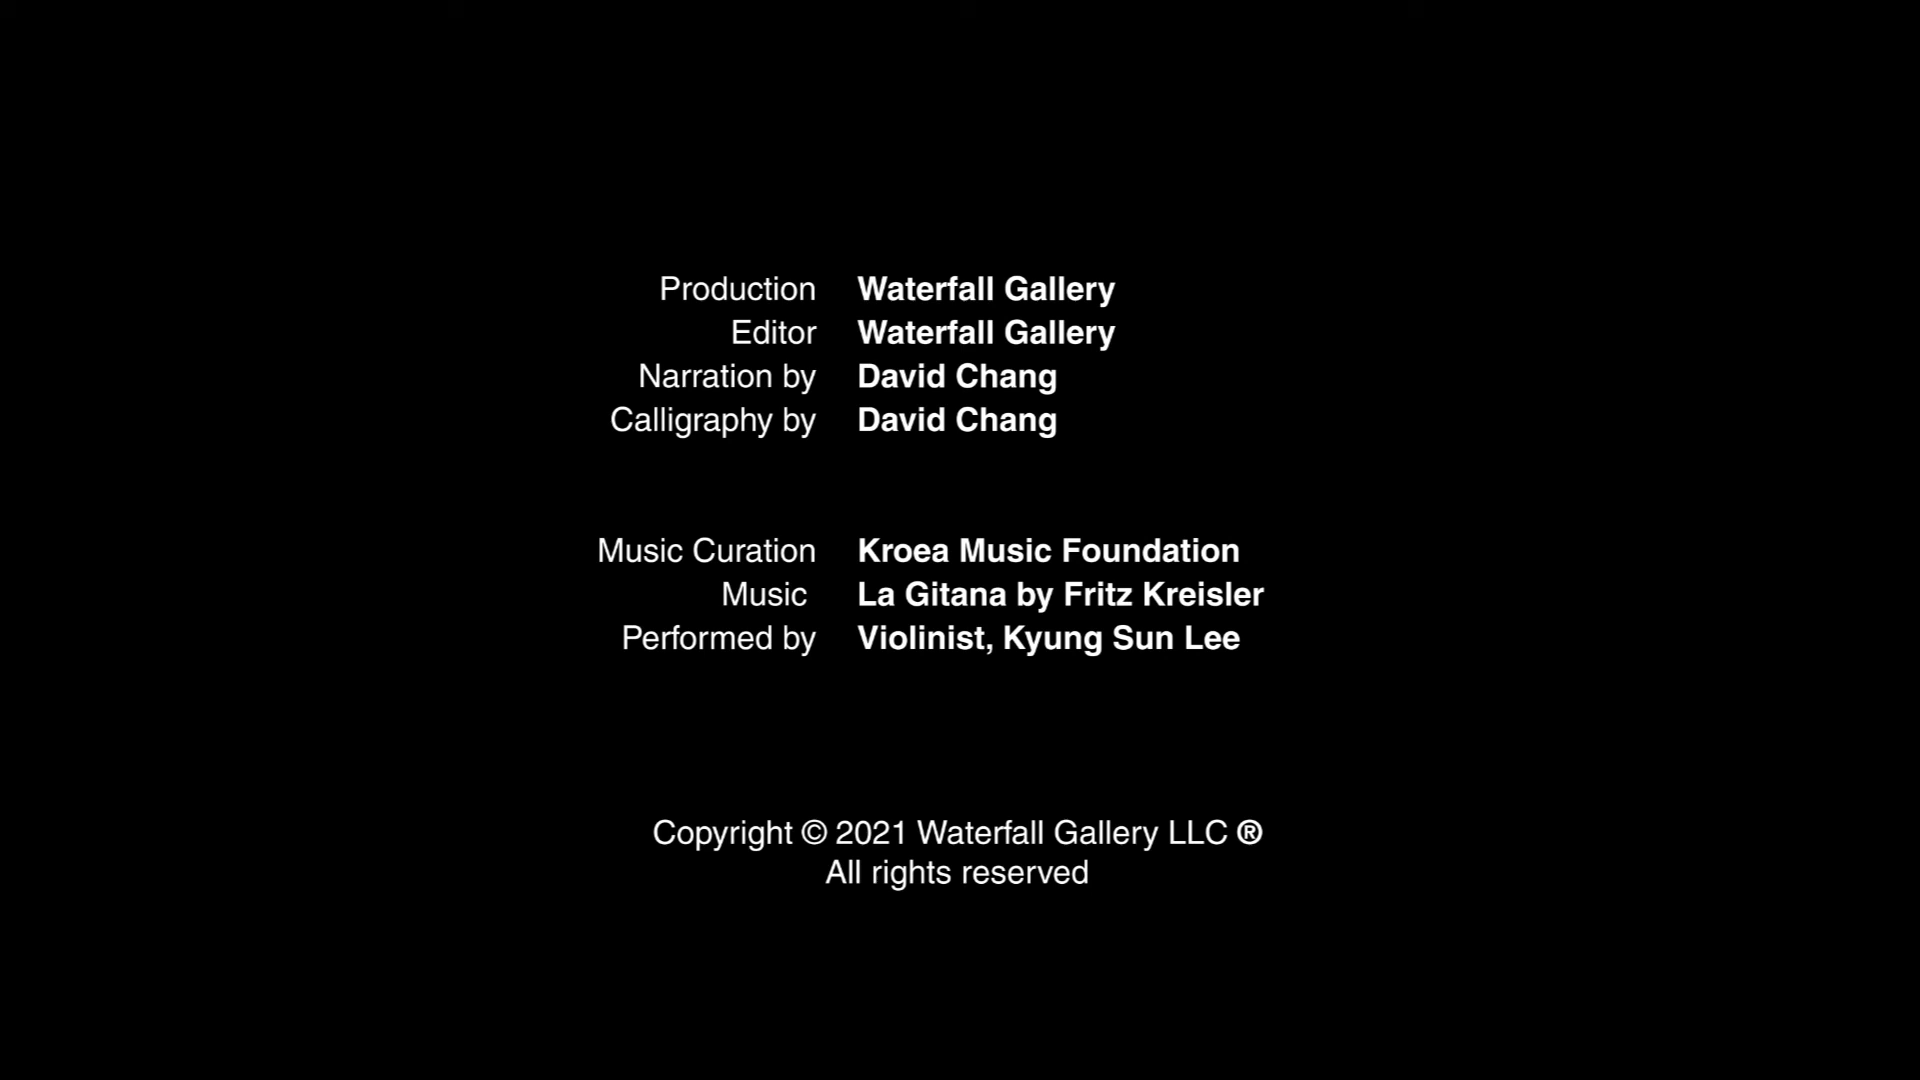 Production Waterfall Gallery
Editor Waterfall Gallery
Narration by David Chang
Calligraphy by David Chang
Music Curation Kroea Music Foundation
Music La Gitana by Fritz Kreisler
Performed by Violinist, Kyung Sun Lee
Copyright © 2021 Waterfall Gallery LLC ®
All rights reserved